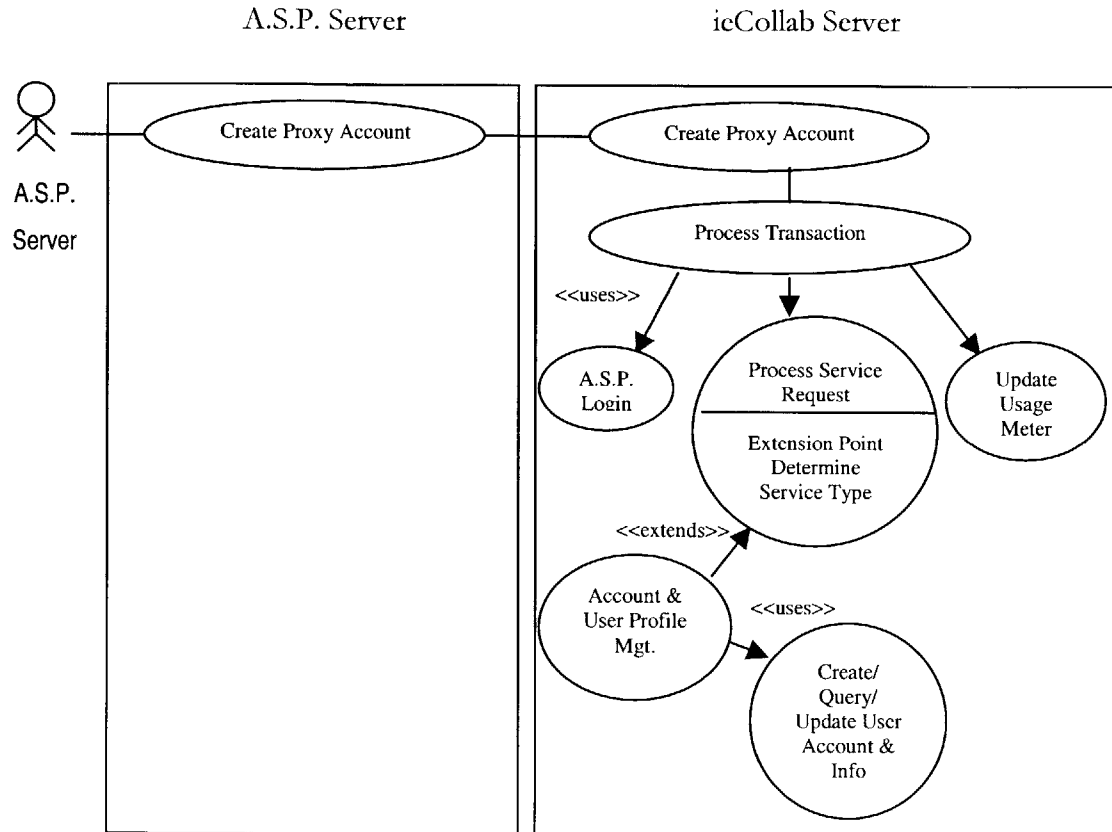 A.S.P. Server
ieCollab Server
Create Proxy Account
Create Proxy Account
A.S.P.
Server
Process Transaction
<<uses>>
A.S.P.
Login
Process Service
Request
Extension Point
Determine
Service Type
Update
Usage
Meter
<<extends>>
Account &
User Profile
Mgt.
<<uses>>
Create/
Query/
Update User
Account &
Info